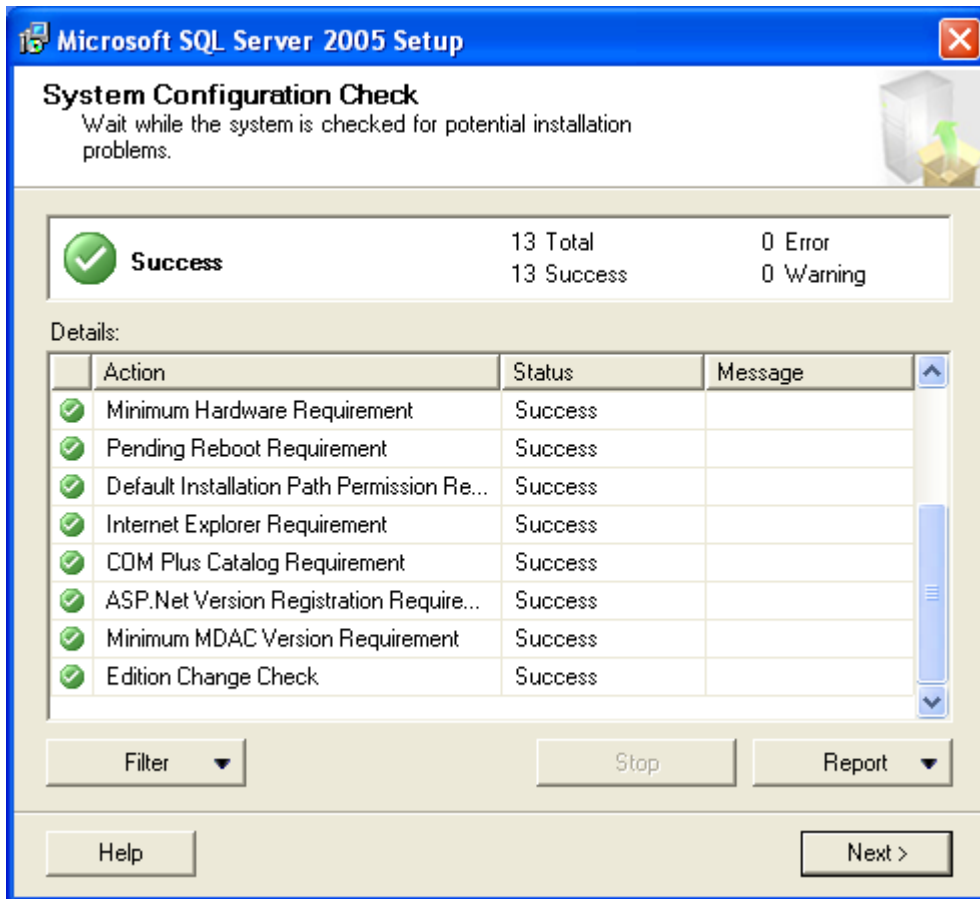 Microsoft SQL Server 2005 Setup
System Configuration Check
Wait while the system is checked for potential installation
problems.
Success
13 Total
0 Error
13 Success
0 Warning
Details:
Action Status Message
Minimum Hardware Requirement Success
Pending Reboot Requirement Success
Default Installation Path Permission Re... Success
Internet Explorer Requirement Success
COM Plus Catalog Requirement Success
ASP.Net Version Registration Require... Success
Minimum MDAC Version Requirement Success
Edition Change Check Success
Filter Stop Report
Help Next >